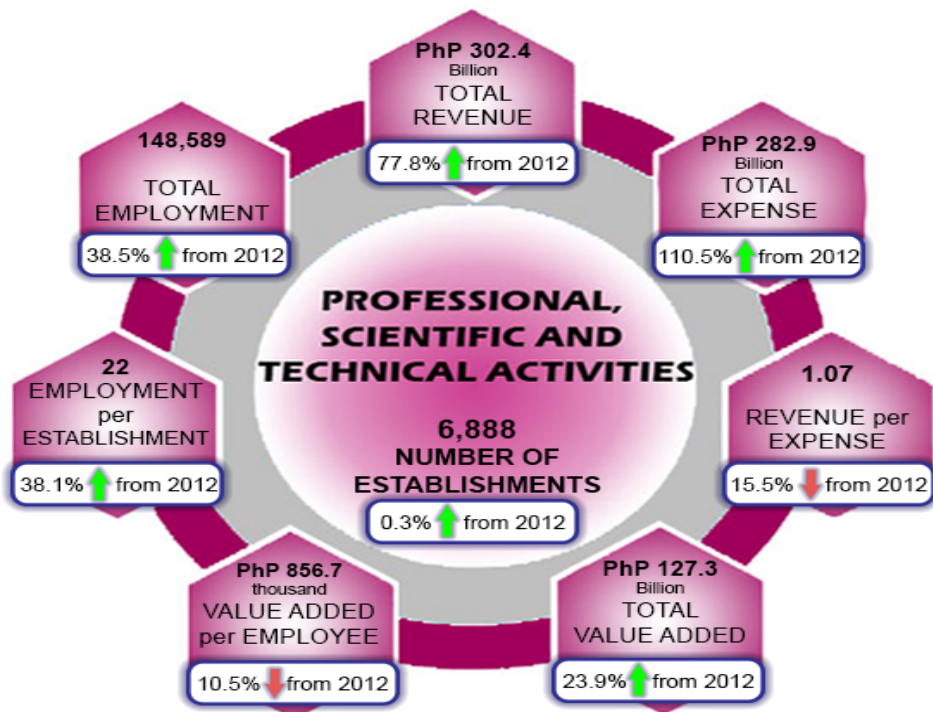 PhP 302.4
Billion
TOTAL
REVENUE
77.8% from 2012
148,589
TOTAL
EMPLOYMENT
38.5% from 2012
PhP 282.9
Billion
TOTAL
EXPENSE
110.5% from 2012
PROFESSIONAL,
SCIENTIFIC AND
TECHNICAL ACTIVITIES
6,888
NUMBER OF
ESTABLISHMENTS
0.3% from 2012
22
EMPLOYMENT
per
ESTABLISHMENT
38.1% from 2012
1.07
REVENUE per
EXPENSE
15.5% from 2012
PhP 856.7
thousand
VALUE ADDED
per EMPLOYEE
10.5% from 2012
PhP 127.3
Billion
TOTAL
VALUE ADDED
23.9% from 2012